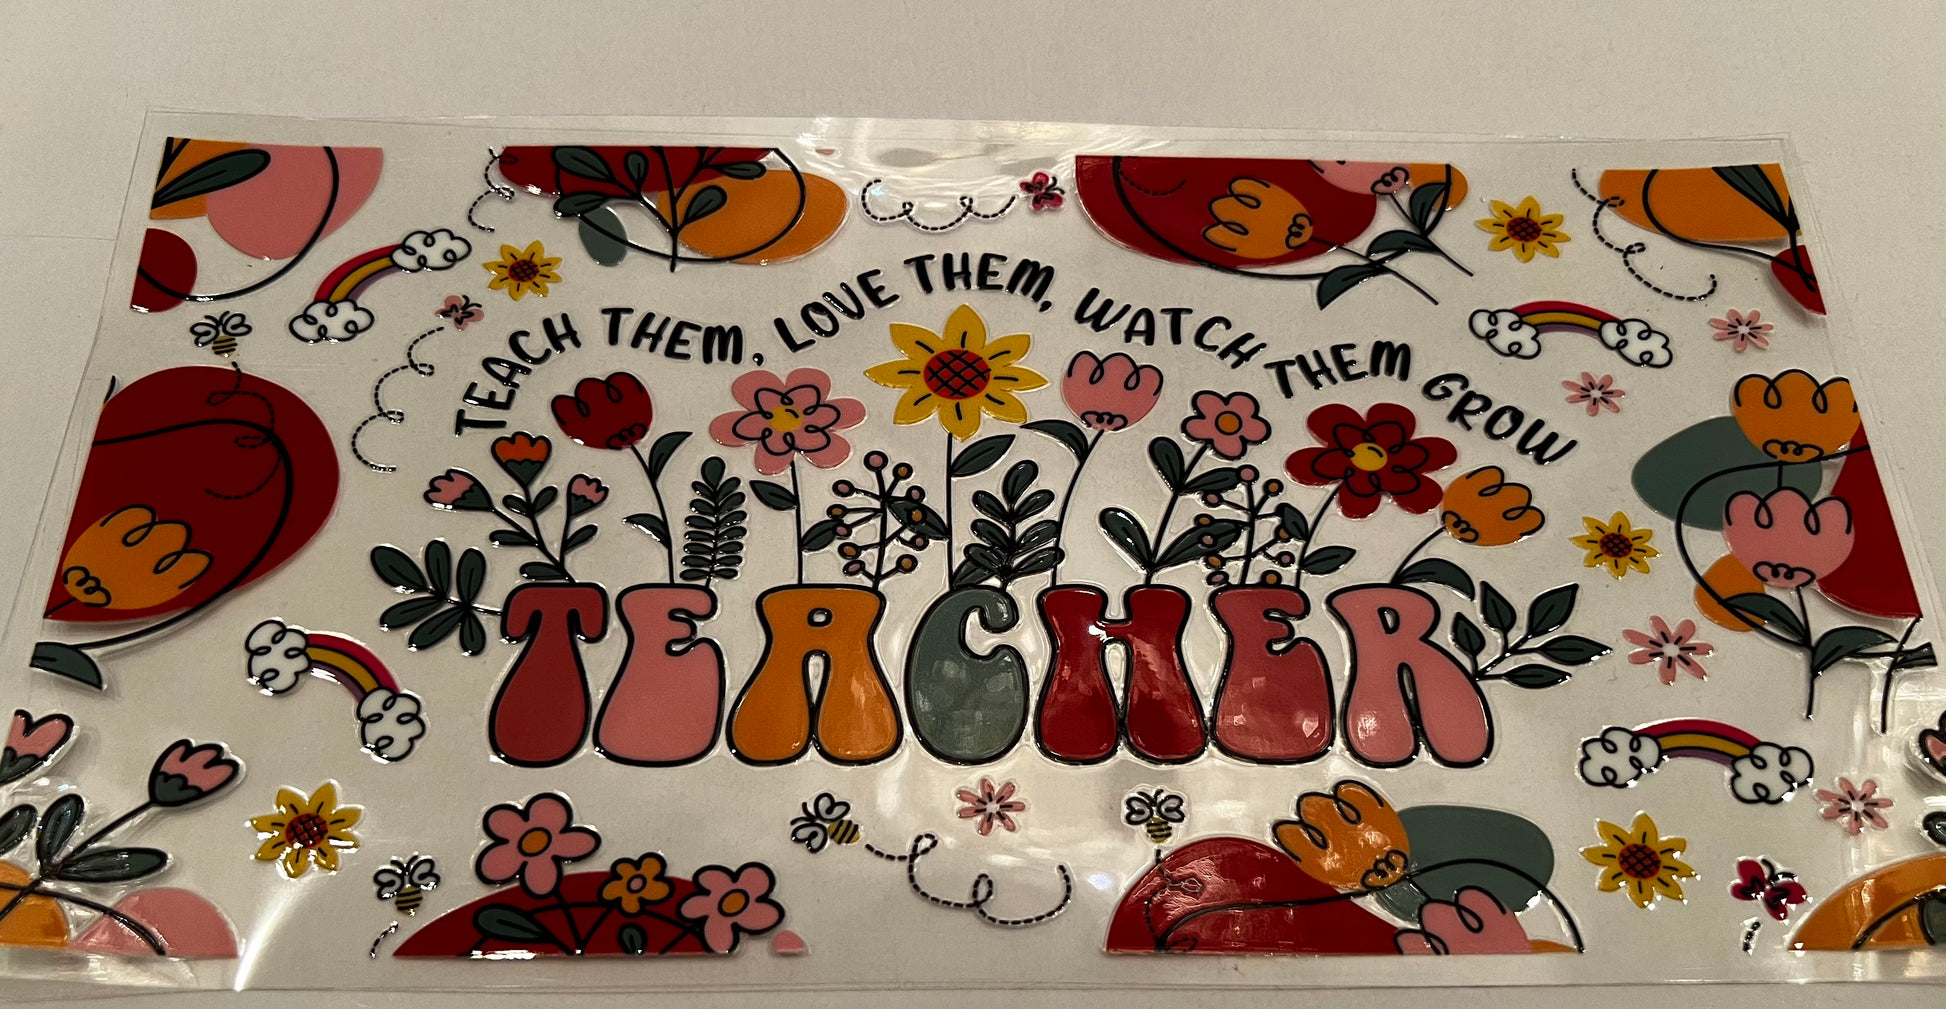 TEACH THEM, LOVE THEM, WATCH THEM GROW
TEACHER